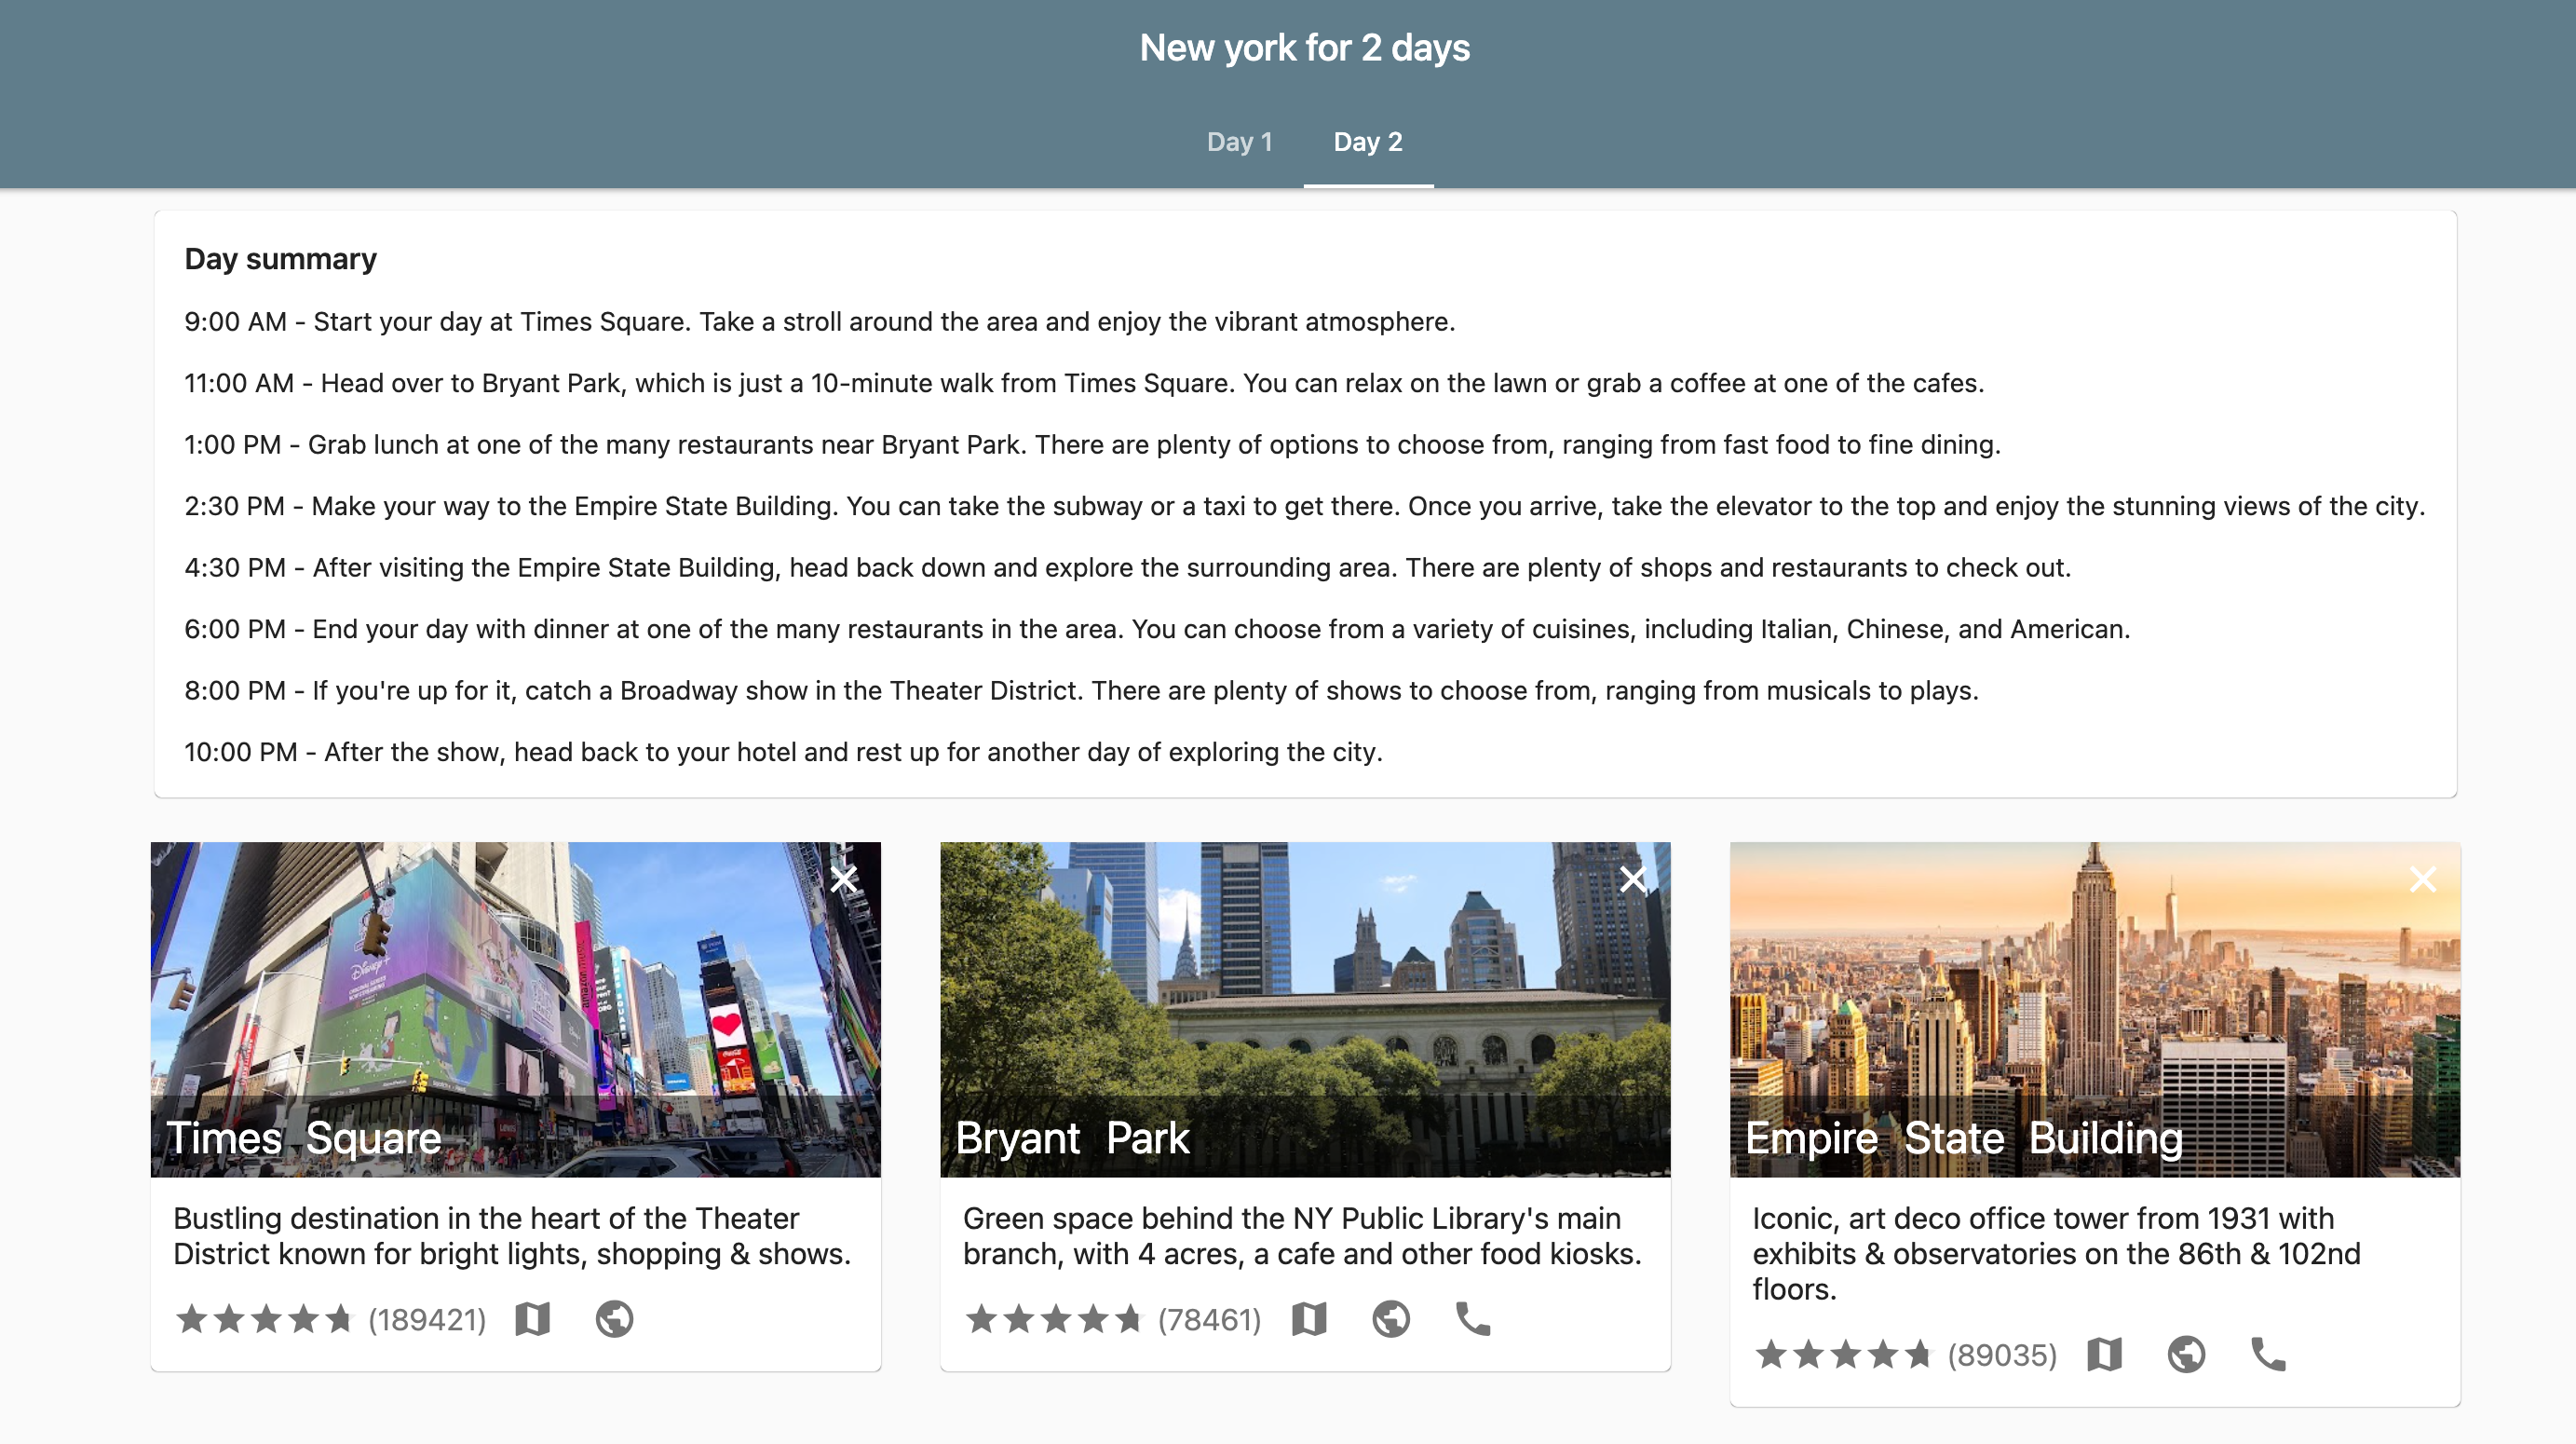 New york for 2 days
Day 1
Day 2
Day summary
9:00 AM - Start your day at Times Square. Take a stroll around the area and enjoy the vibrant atmosphere.
11:00 AM - Head over to Bryant Park, which is just a 10-minute walk from Times Square. You can relax on the lawn or grab a coffee at one of the cafes.
1:00 PM - Grab lunch at one of the many restaurants near Bryant Park. There are plenty of options to choose from, ranging from fast food to fine dining.
2:30 PM - Make your way to the Empire State Building. You can take the subway or a taxi to get there. Once you arrive, take the elevator to the top and enjoy the stunning views of the city.
4:30 PM - After visiting the Empire State Building, head back down and explore the surrounding area. There are plenty of shops and restaurants to check out.
6:00 PM - End your day with dinner at one of the many restaurants in the area. You can choose from a variety of cuisines, including Italian, Chinese, and American.
8:00 PM - If you're up for it, catch a Broadway show in the Theater District. There are plenty of shows to choose from, ranging from musicals to plays.
10:00 PM - After the show, head back to your hotel and rest up for another day of exploring the city.
Disney+
Times Square
Bustling destination in the heart of the Theater
District known for bright lights, shopping & shows.
(189421)
Bryant Park
Green space behind the NY Public Library's main
branch, with 4 acres, a cafe and other food kiosks.
(78461)
Empire State Building
Iconic, art deco office tower from 1931 with
exhibits & observatories on the 86th & 102nd
floors.
(89035)